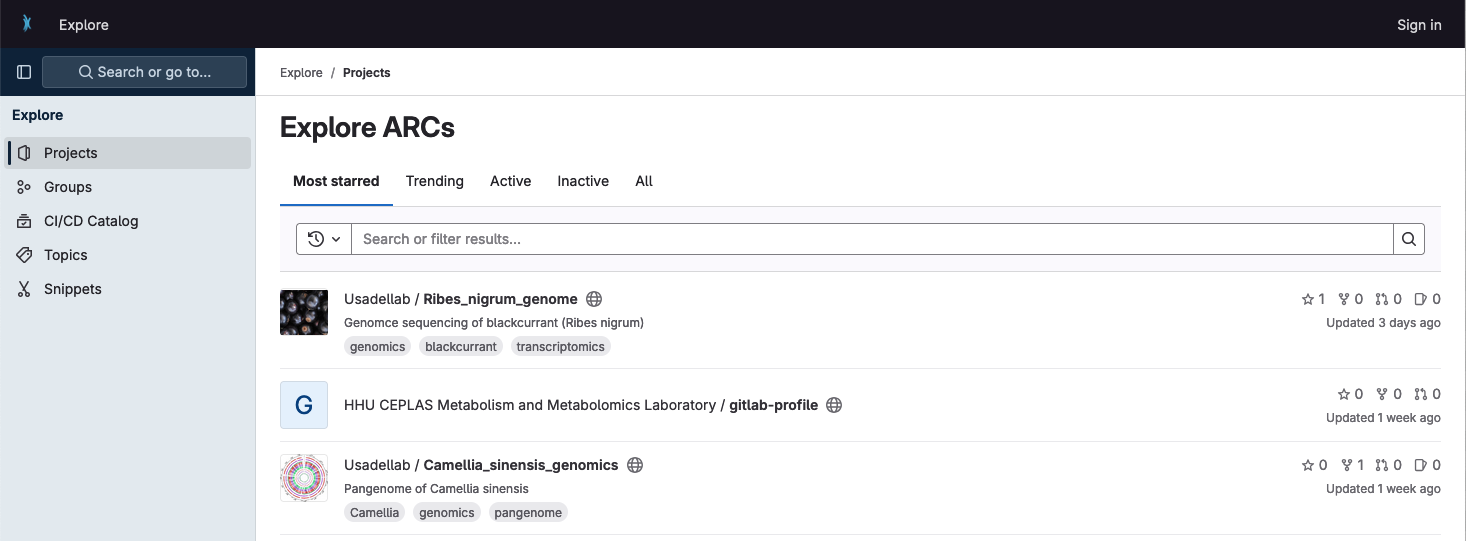 Explore
Sign in
Search or go to...
Explore / Projects
Explore
Projects
Groups
CI/CD Catalog
Topics
Snippets
Explore ARCs
Most starred Trending Active Inactive All
Search or filter results...
Usadellab / Ribes_nigrum_genome 1 0 0 0
Genomce sequencing of blackcurrant (Ribes nigrum) Updated 3 days ago
genomics blackcurrant transcriptomics
G
HHU CEPLAS Metabolism and Metabolomics Laboratory / gitlab-profile 0 0 0
Updated 1 week ago
Usadellab / Camellia_sinensis_genomics 0 1 0 0
Pangenome of Camellia sinensis Updated 1 week ago
Camellia genomics pangenome